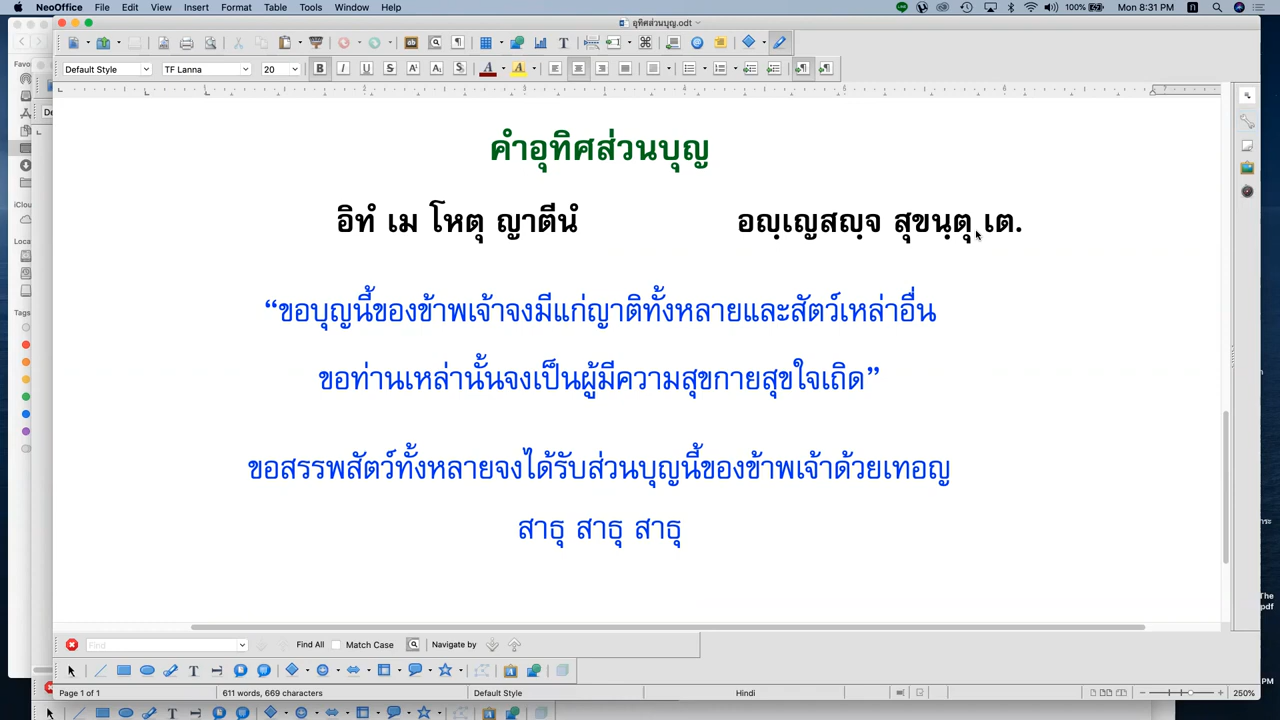 NeoOffice File Edit View Insert Format Table Tools Window Help 100% Mon 8:31 PM
อุทิศส่วนบุญ.odt
Default Style TF Lanna 20
คำอุทิศส่วนบุญ
อิทํ เม โหตุ ญาตีนํ อญฺเญสญฺจ สุขนฺตุ เต.
“ขอบุญนี้ของข้าพเจ้าจงมีแก่ญาติทั้งหลายและสัตว์เหล่าอื่น
ขอท่านเหล่านั้นจงเป็นผู้มีความสุขกายสุขใจเถิด”
ขอสรรพสัตว์ทั้งหลายจงได้รับส่วนบุญนี้ของข้าพเจ้าด้วยเทอญ
สาธุ สาธุ สาธุ
Find Find All Match Case Navigate by
Page 1 of 1 611 words, 669 characters Default Style Hindi 250%